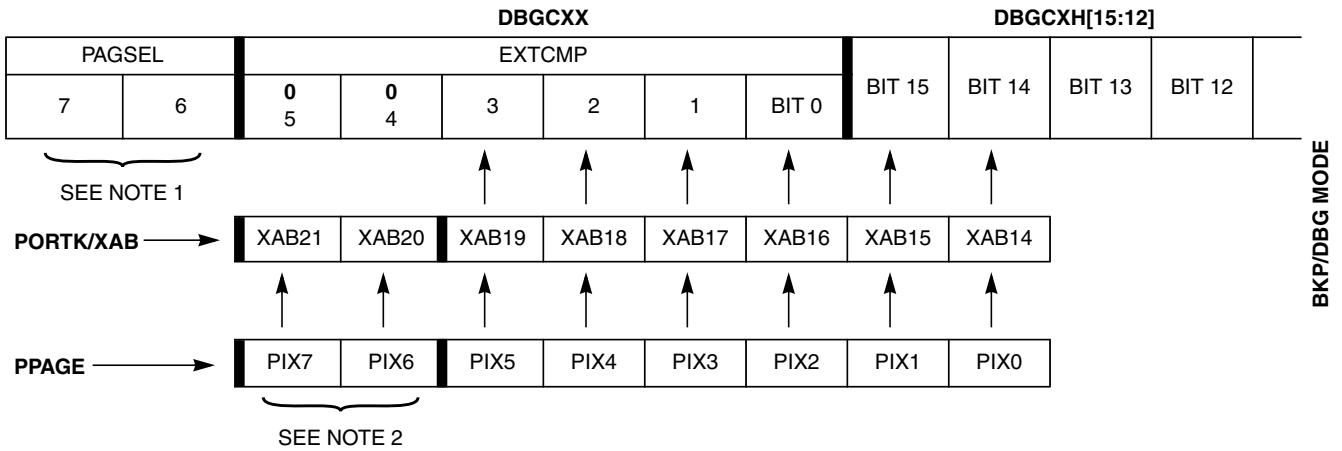 DBGCXX DBGCXH[15:12]
PAGSEL EXTCMP
7 6 0 5 0 4 3 2 1 BIT 0 BIT 15 BIT 14 BIT 13 BIT 12
SEE NOTE 1
PORTK/XAB XAB21 XAB20 XAB19 XAB18 XAB17 XAB16 XAB15 XAB14
PPAGE PIX7 PIX6 PIX5 PIX4 PIX3 PIX2 PIX1 PIX0
SEE NOTE 2
BKP/DBG MODE